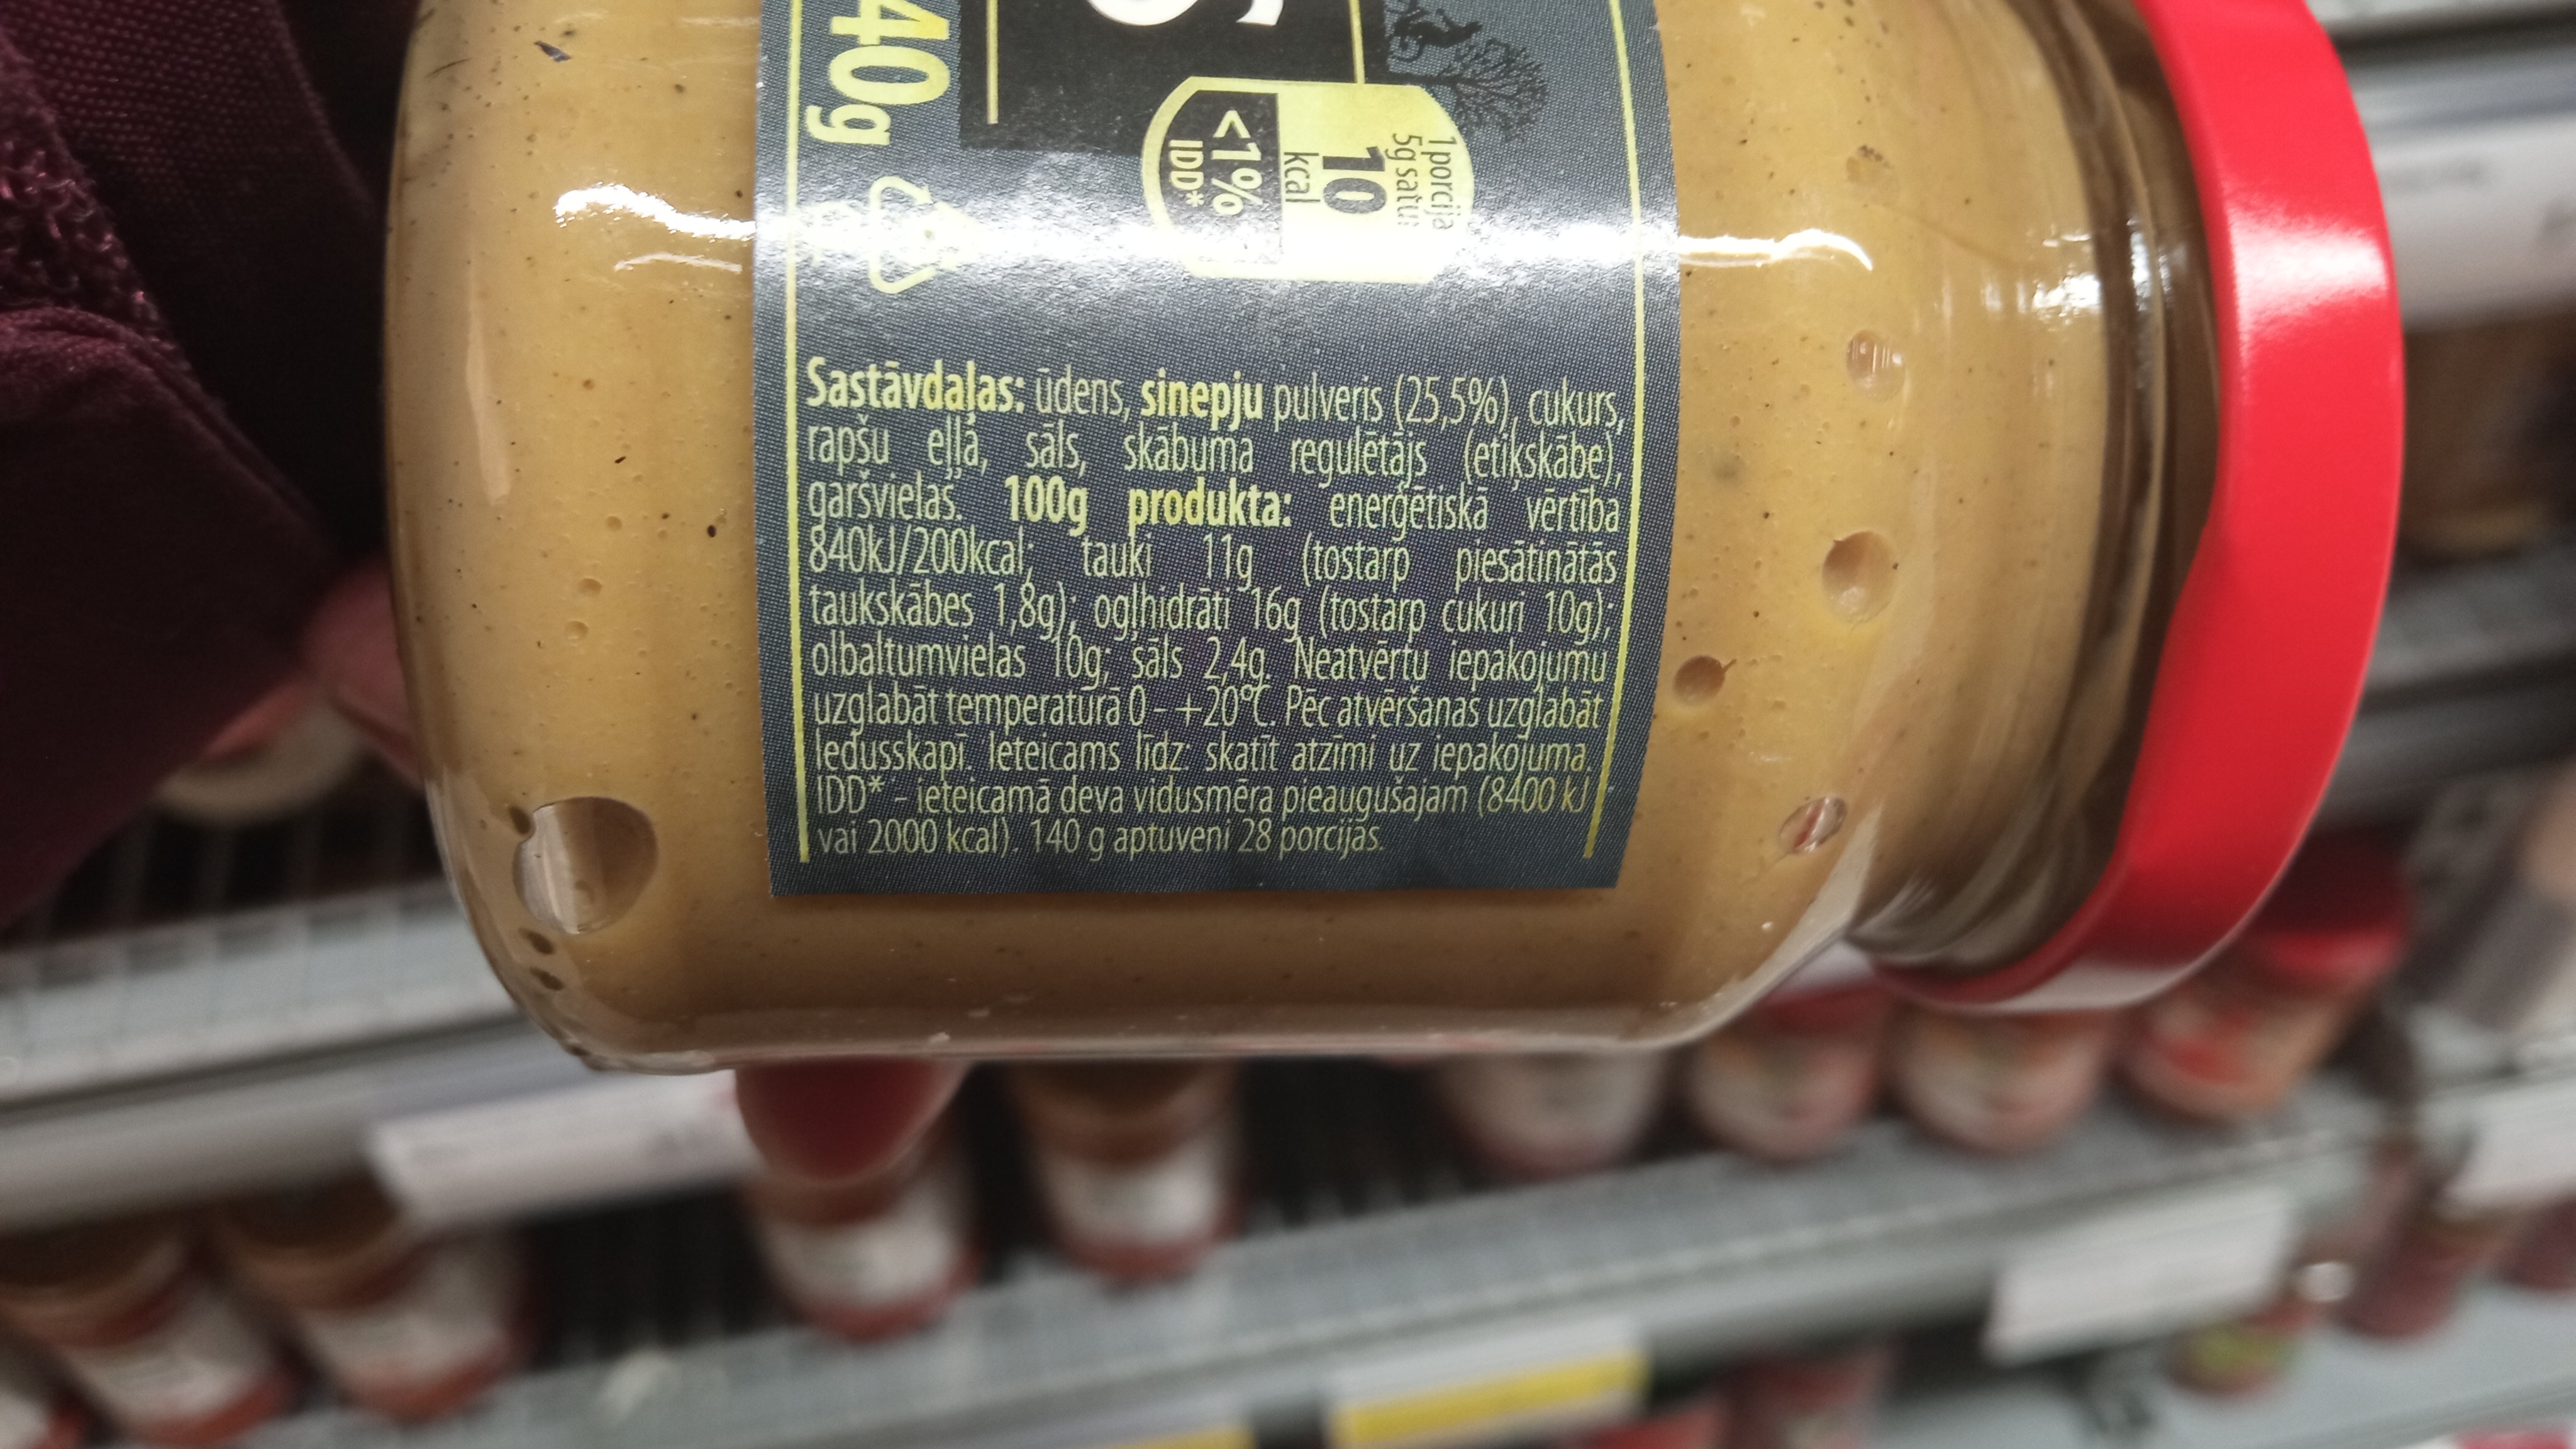 40g
1 porcija
5g satur:
10
kcal
<1%
IDD*
Sastāvdaļas: ūdens, sinepju pulveris (25,5%), cukurs,
rapšu eļļa, sāls, skābuma regulētājs (etiķskābe),
garšvielas. 100g produkta: enerģētiskā vērtība
840kJ/200kcal; tauki 11g (tostarp piesātinātās
taukskābes 1,8g); ogļhidrāti 16g (tostarp cukuri 10g);
olbaltumvielas 10g; sāls 2,4g. Neatvērtu iepakojumu
uzglabāt temperatūrā 0 - +20°C. Pēc atvēršanas uzglabāt
ledusskapī. Ieteicams līdz: skatīt atzīmi uz iepakojuma.
IDD* - ieteicamā deva vidusmēra pieaugušajam (8400 kJ
vai 2000 kcal). 140 g aptuveni 28 porcijas.